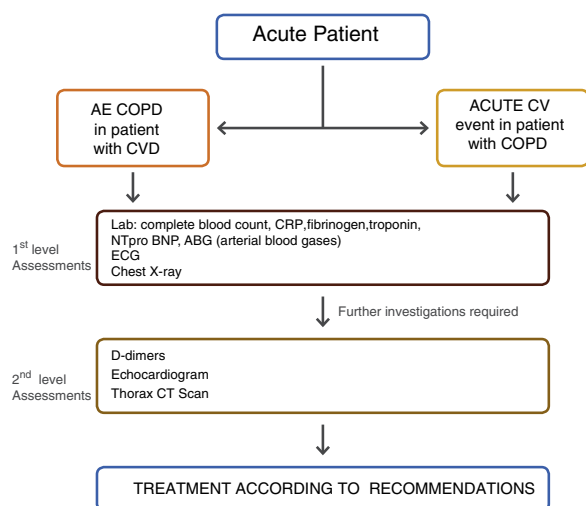 Acute Patient
AE COPD
in patient
with CVD
ACUTE CV
event in patient
with COPD
1st level
Assessments
Lab: complete blood count, CRP,fibrinogen,troponin,
NTpro BNP, ABG (arterial blood gases)
ECG
Chest X-ray
Further investigations required
2nd level
Assessments
D-dimers
Echocardiogram
Thorax CT Scan
TREATMENT ACCORDING TO RECOMMENDATIONS